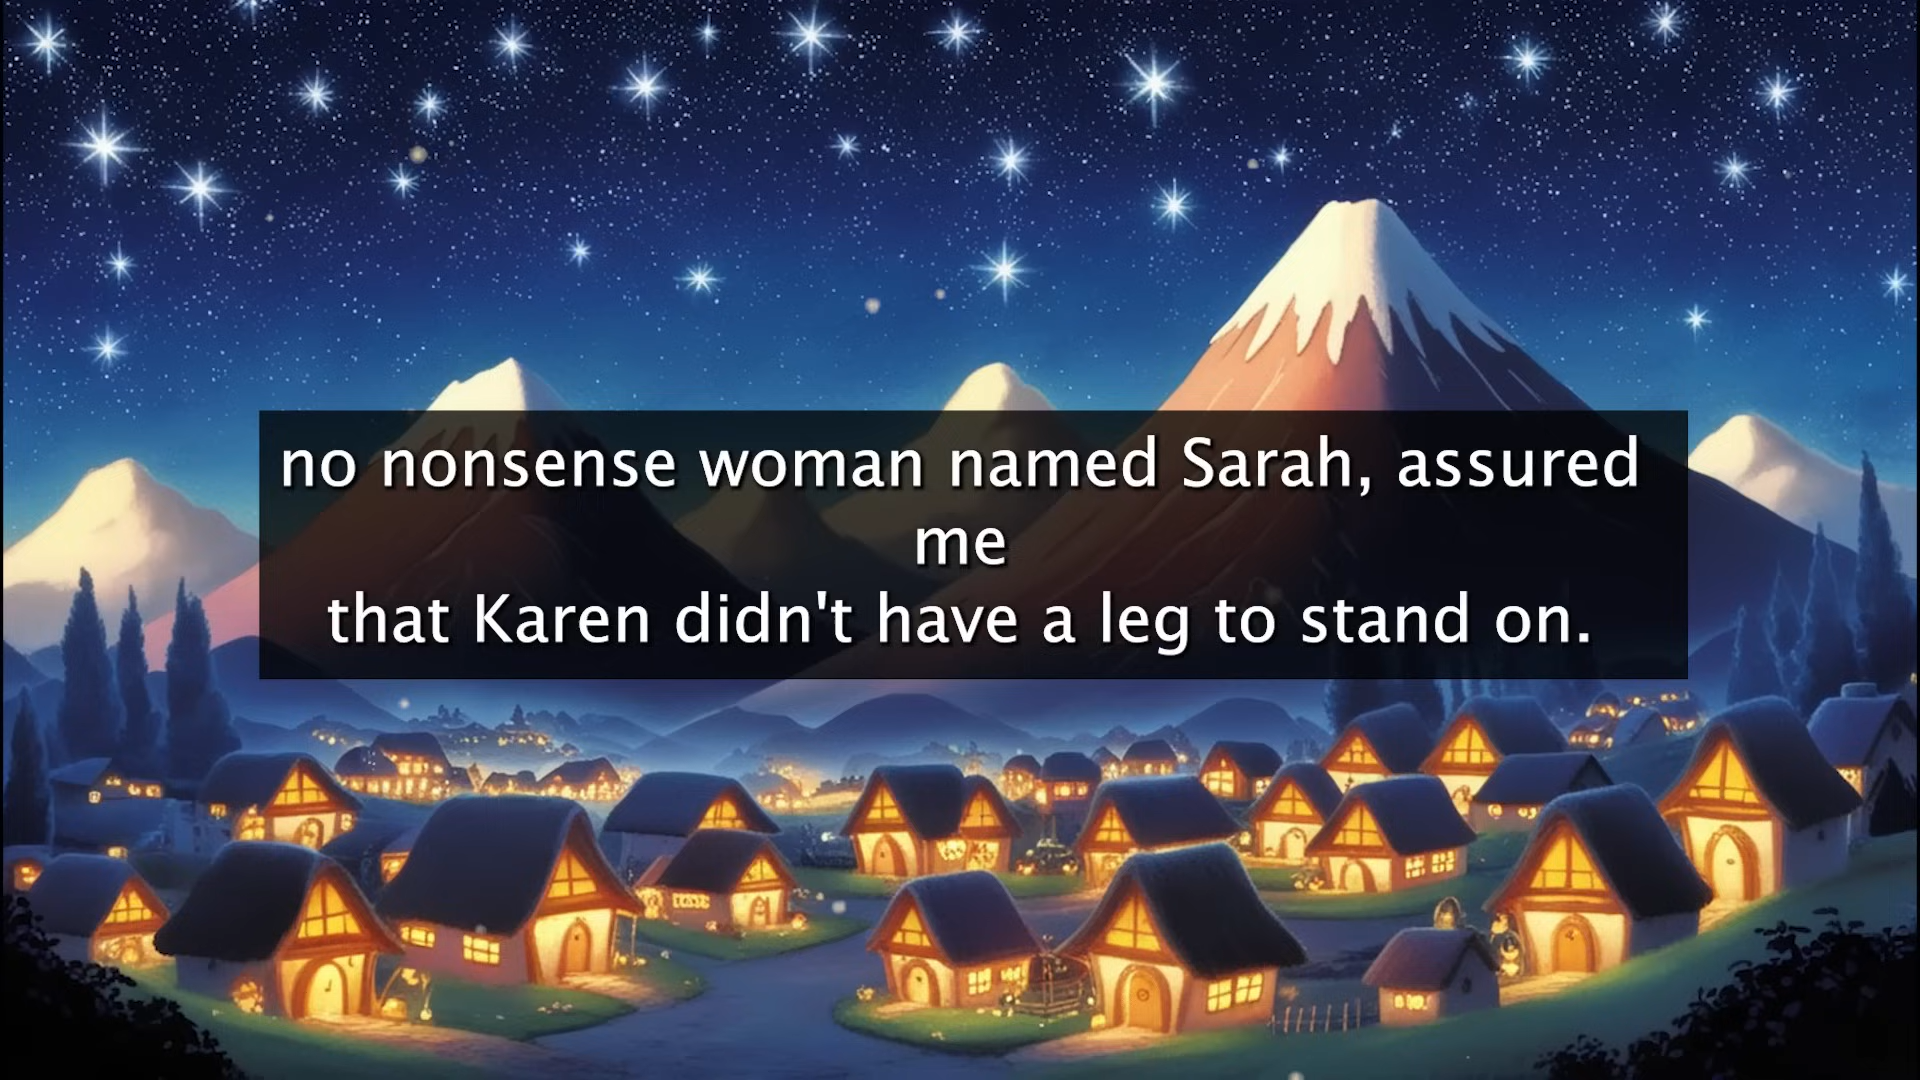 no nonsense woman named Sarah, assured
me
that Karen didn't have a leg to stand on.